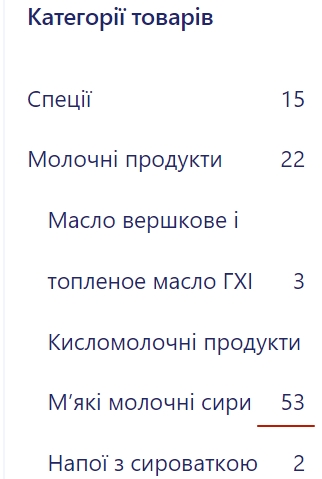 Категорії товарів
Спеції 15
Молочні продукти 22
Масло вершкове і
топленое масло ГХІ 3
Кисломолочні продукти
М‘які молочні сири 53
Напої з сироваткою 2